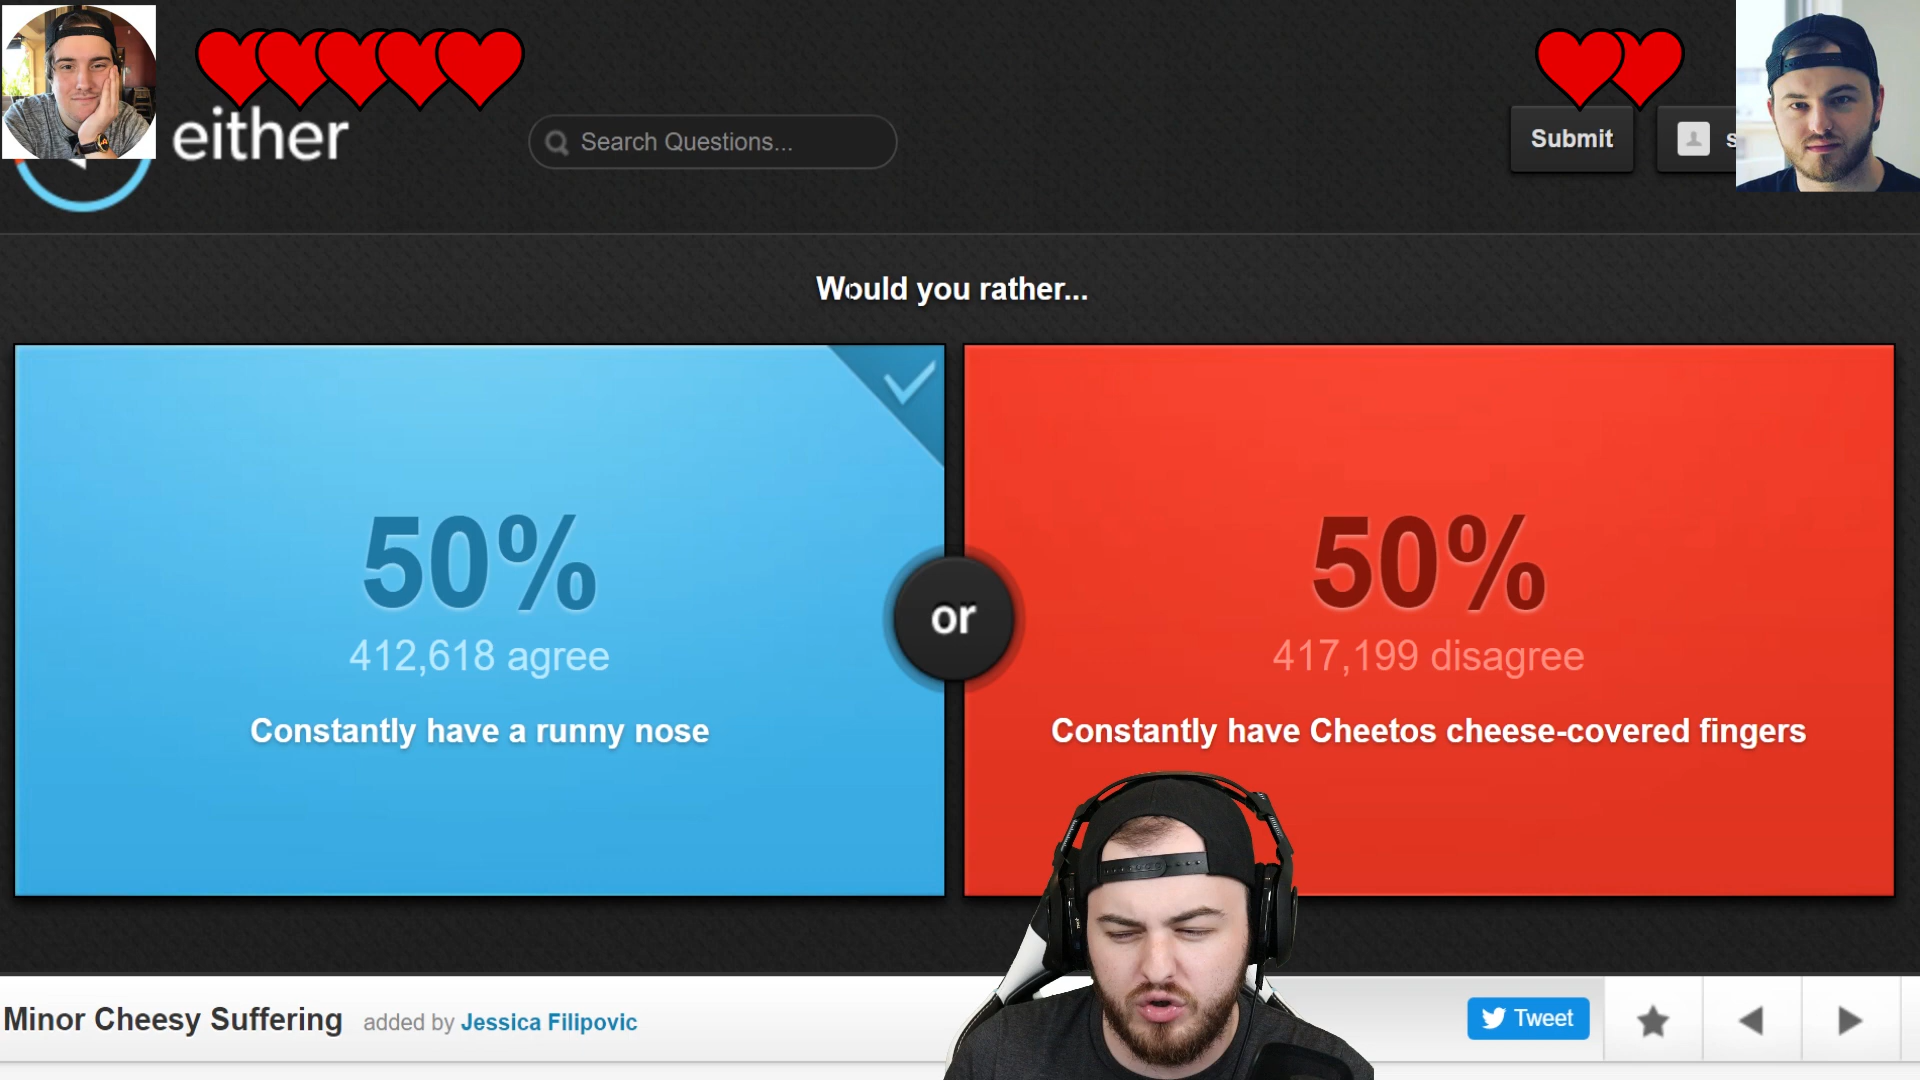 either
Search Questions...
Submit
s
Would you rather...
50%
412,618 agree
Constantly have a runny nose
or
50%
417,199 disagree
Constantly have Cheetos cheese-covered fingers
Minor Cheesy Suffering added by Jessica Filipovic
Tweet